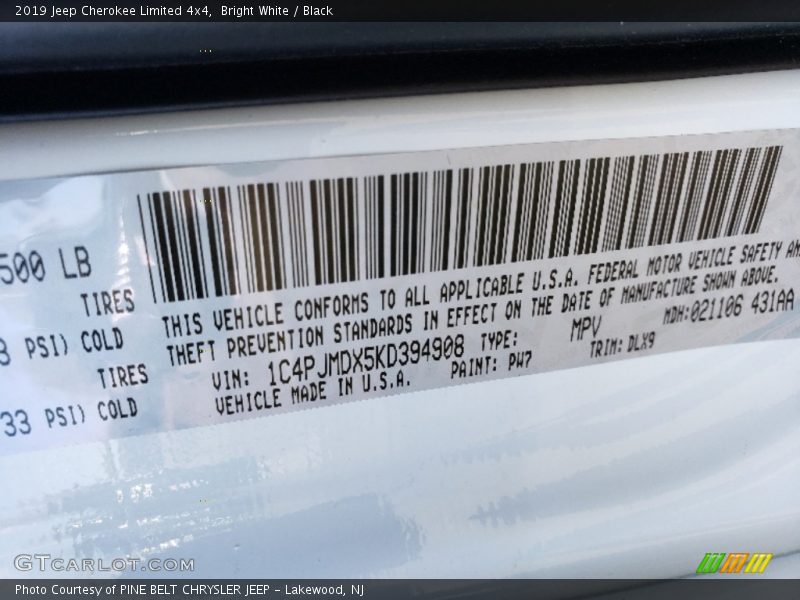 2019 Jeep Cherokee Limited 4x4, Bright White / Black
500 LB
TIRES
PSI) COLD
TIRES
33 PSI) COLD
THIS VEHICLE CONFORMS TO ALL APPLICABLE U.S.A. FEDERAL MOTOR VEHICLE SAFETY
THEFT PREVENTION STANDARDS IN EFFECT ON THE DATE OF MANUFACTURE SHOWN ABOVE.
VIN: 1C4PJMDX5KD394908 TYPE: MPV MDH:021106 431AA
VEHICLE MADE IN U.S.A. PAINT: PW7 TRIM: DLX9
GTCARLOT.COM
Photo Courtesy of PINE BELT CHRYSLER JEEP - Lakewood, NJ